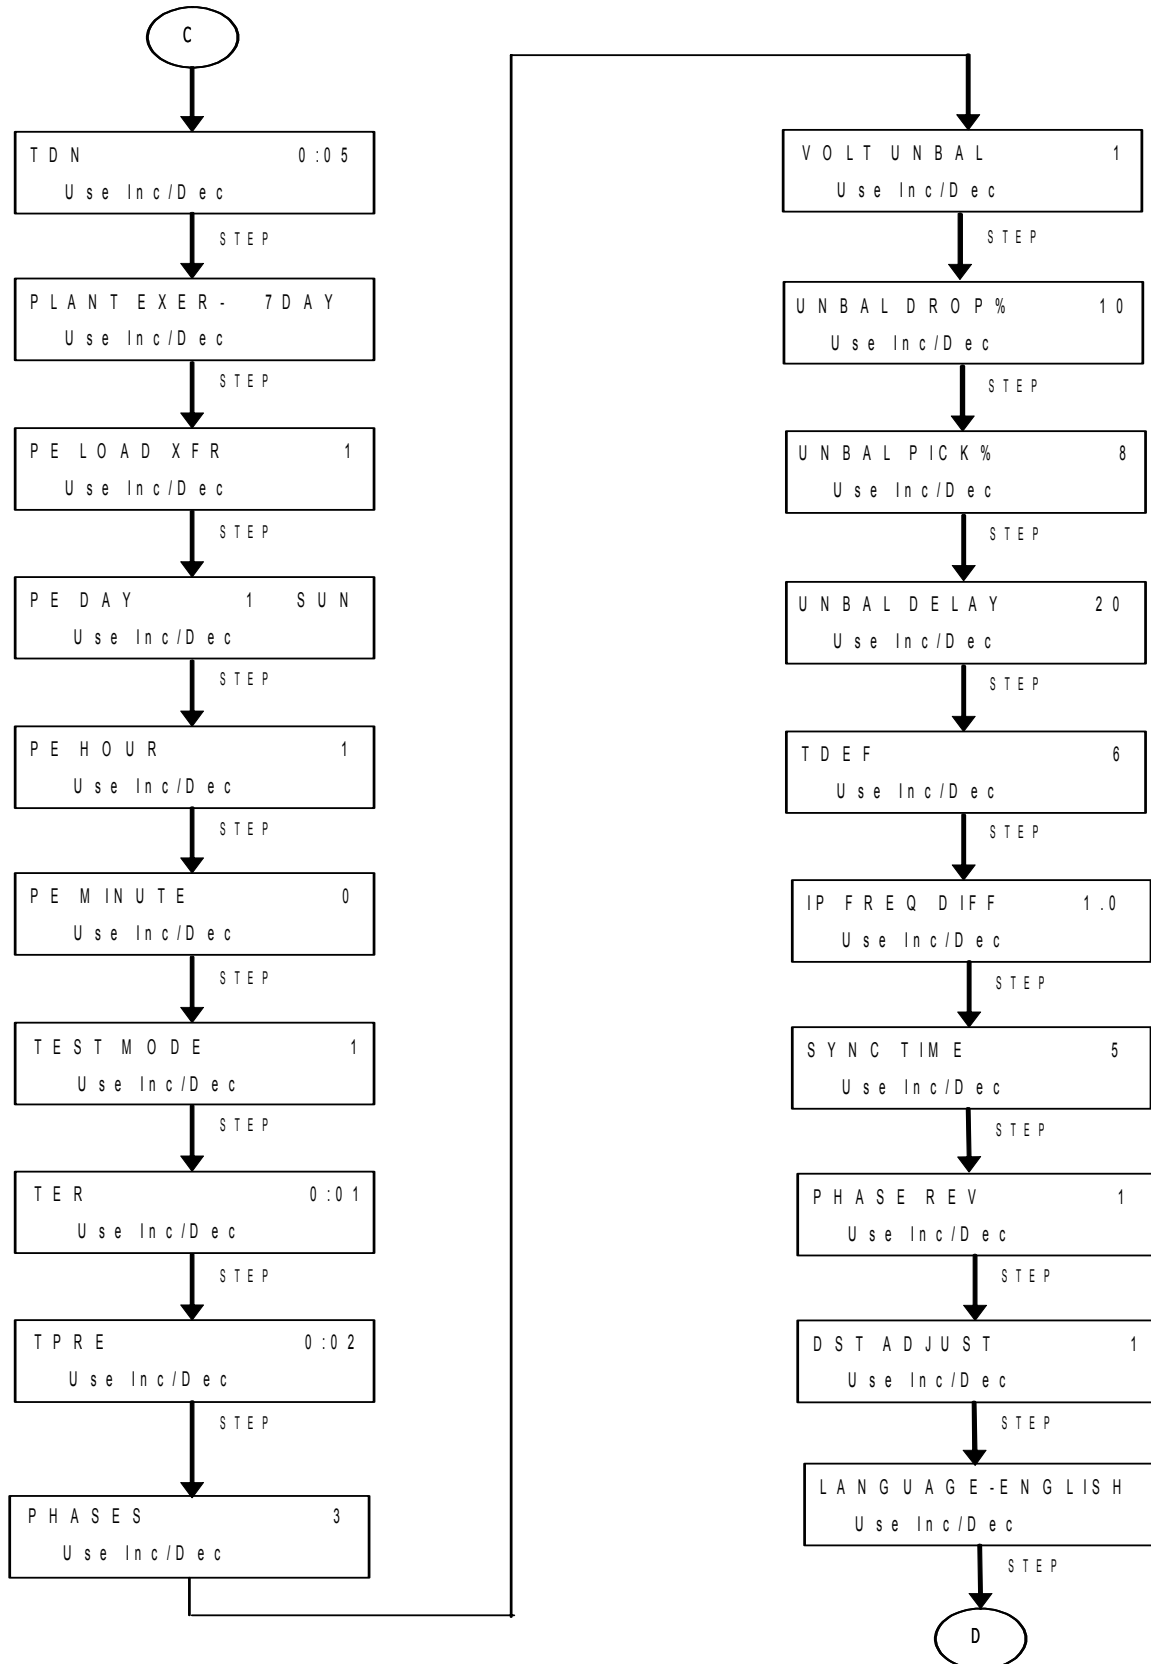 C
TDN 0:05
Use Inc/Dec
STEP
PLANT EXER- 7DAY
Use Inc/Dec
STEP
PE LOAD XFR 1
Use Inc/Dec
STEP
PE DAY 1 SUN
Use Inc/Dec
STEP
PE HOUR 1
Use Inc/Dec
STEP
PE MINUTE 0
Use Inc/Dec
STEP
TEST MODE 1
Use Inc/Dec
STEP
TER 0:01
Use Inc/Dec
STEP
TPRE 0:02
Use Inc/Dec
STEP
PHASES 3
Use Inc/Dec
VOLT UNBAL 1
Use Inc/Dec
STEP
UNBAL DROP% 10
Use Inc/Dec
STEP
UNBAL PICK% 8
Use Inc/Dec
STEP
UNBAL DELAY 20
Use Inc/Dec
STEP
TDEF 6
Use Inc/Dec
STEP
IP FREQ DIFF 1.0
Use Inc/Dec
STEP
SYNC TIME 5
Use Inc/Dec
STEP
PHASE REV 1
Use Inc/Dec
STEP
DST ADJUST 1
Use Inc/Dec
STEP
LANGUAGE-ENGLISH
Use Inc/Dec
STEP
D